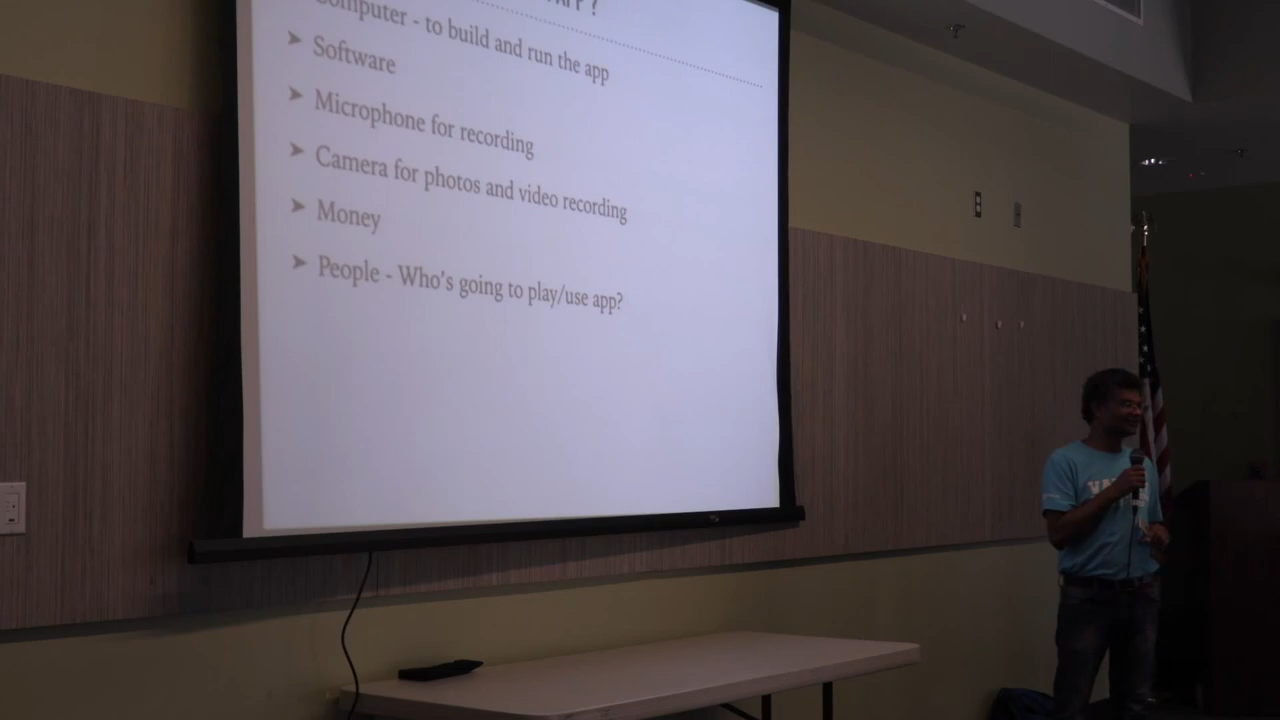 APP ?
Computer - to build and run the app
➤ Software
➤ Microphone for recording
➤ Camera for photos and video recording
➤ Money
➤ People - Who's going to play/use app?